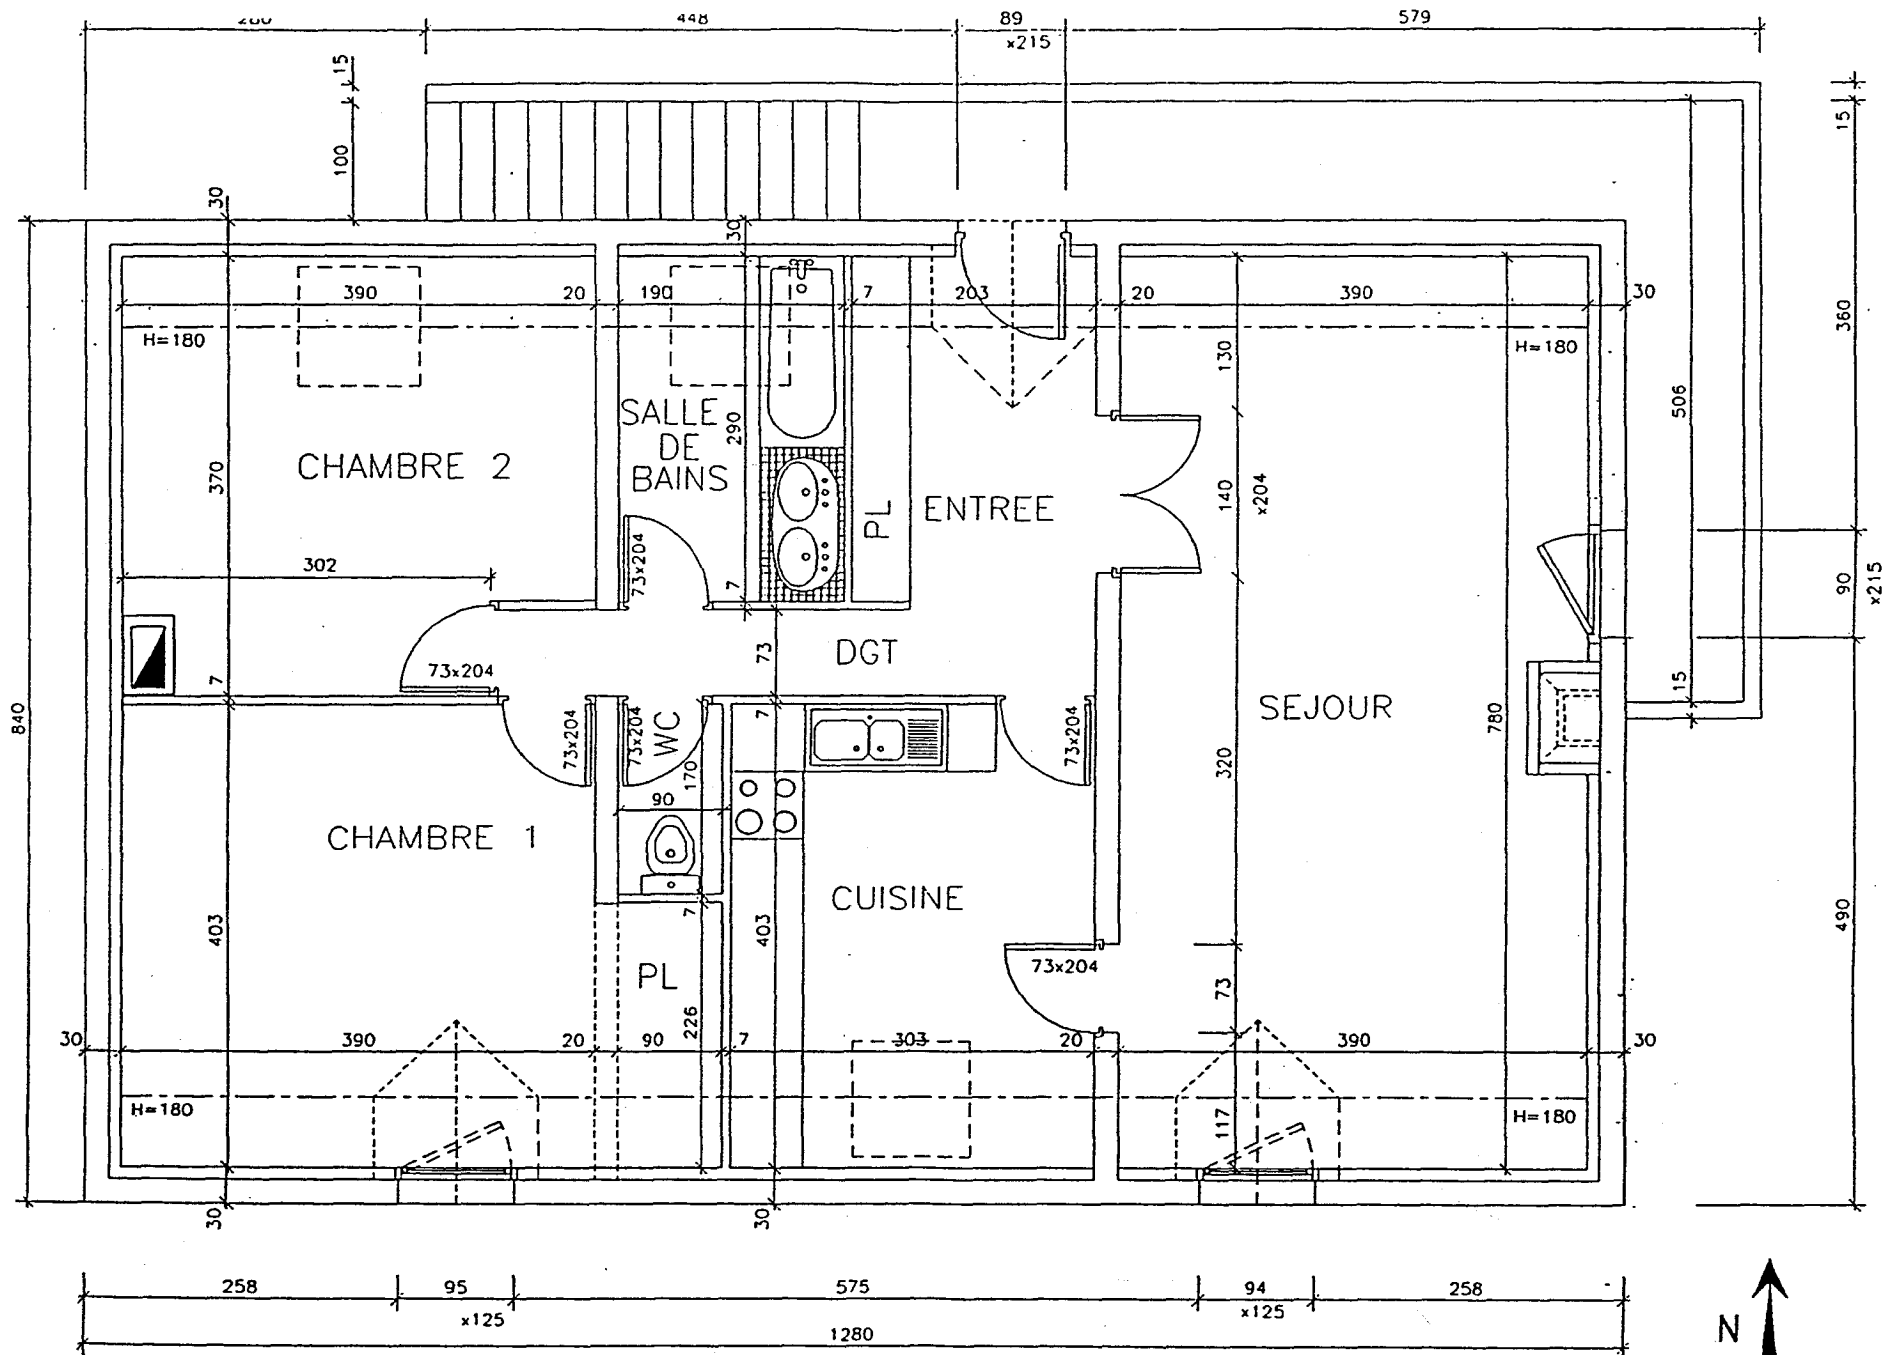 280
448
89
579
x215
15
100
15
30
30
390
20
190
7
203
20
390
30
360
H=180
H=180
130
SALLE
DE
BAINS
290
506
CHAMBRE 2
370
PL
ENTREE
140
x204
302
73x204
7
90
x215
73
DGT
73x204
7
15
840
SEJOUR
780
73x204
73x204
WC
170
7
73x204
320
90
CHAMBRE 1
CUISINE
403
7
403
490
PL
73x204
73
226
30
390
20
90
7
303
20
390
30
H=180
117
H=180
30
30
258
95
575
94
258
x125
x125
1280
N